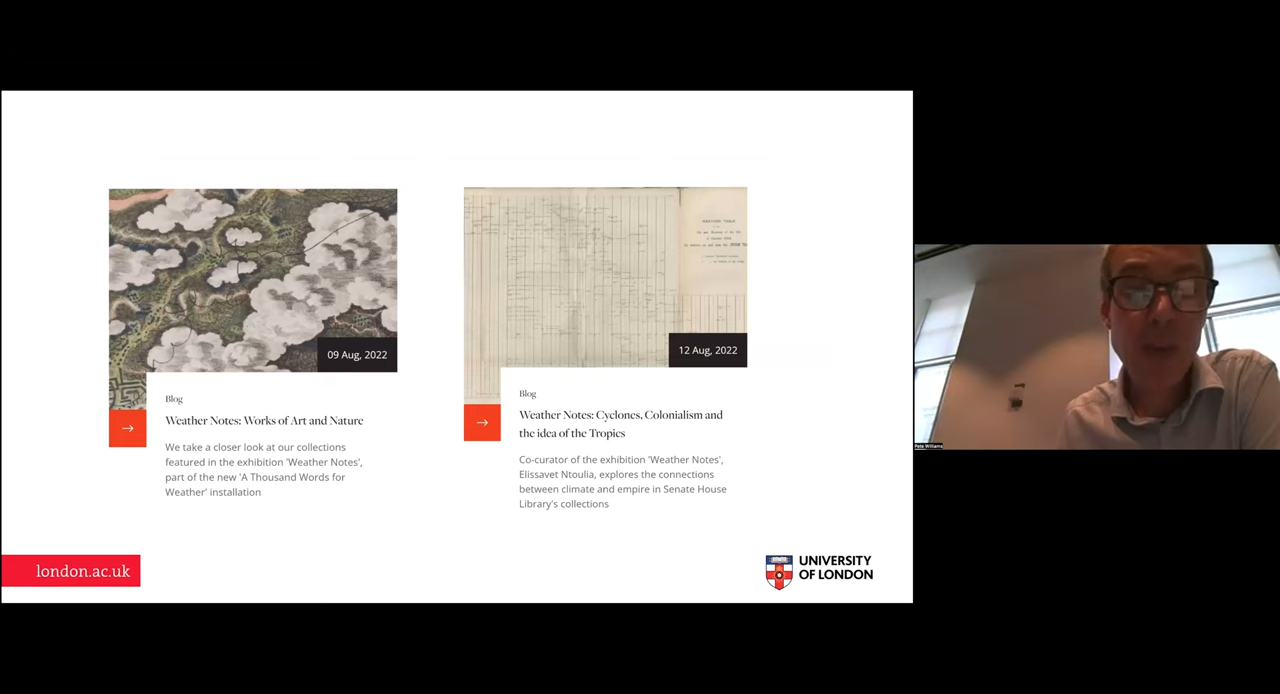 09 Aug, 2022
Blog
Weather Notes: Works of Art and Nature
We take a closer look at our collections
featured in the exhibition 'Weather Notes',
part of the new 'A Thousand Words for
Weather' installation
12 Aug, 2022
Blog
Weather Notes: Cyclones, Colonialism and
the idea of the Tropics
Co-curator of the exhibition 'Weather Notes',
Elissavet Ntoulia, explores the connections
between climate and empire in Senate House
Library's collections
london.ac.uk
UNIVERSITY
OF LONDON
Pete Williams